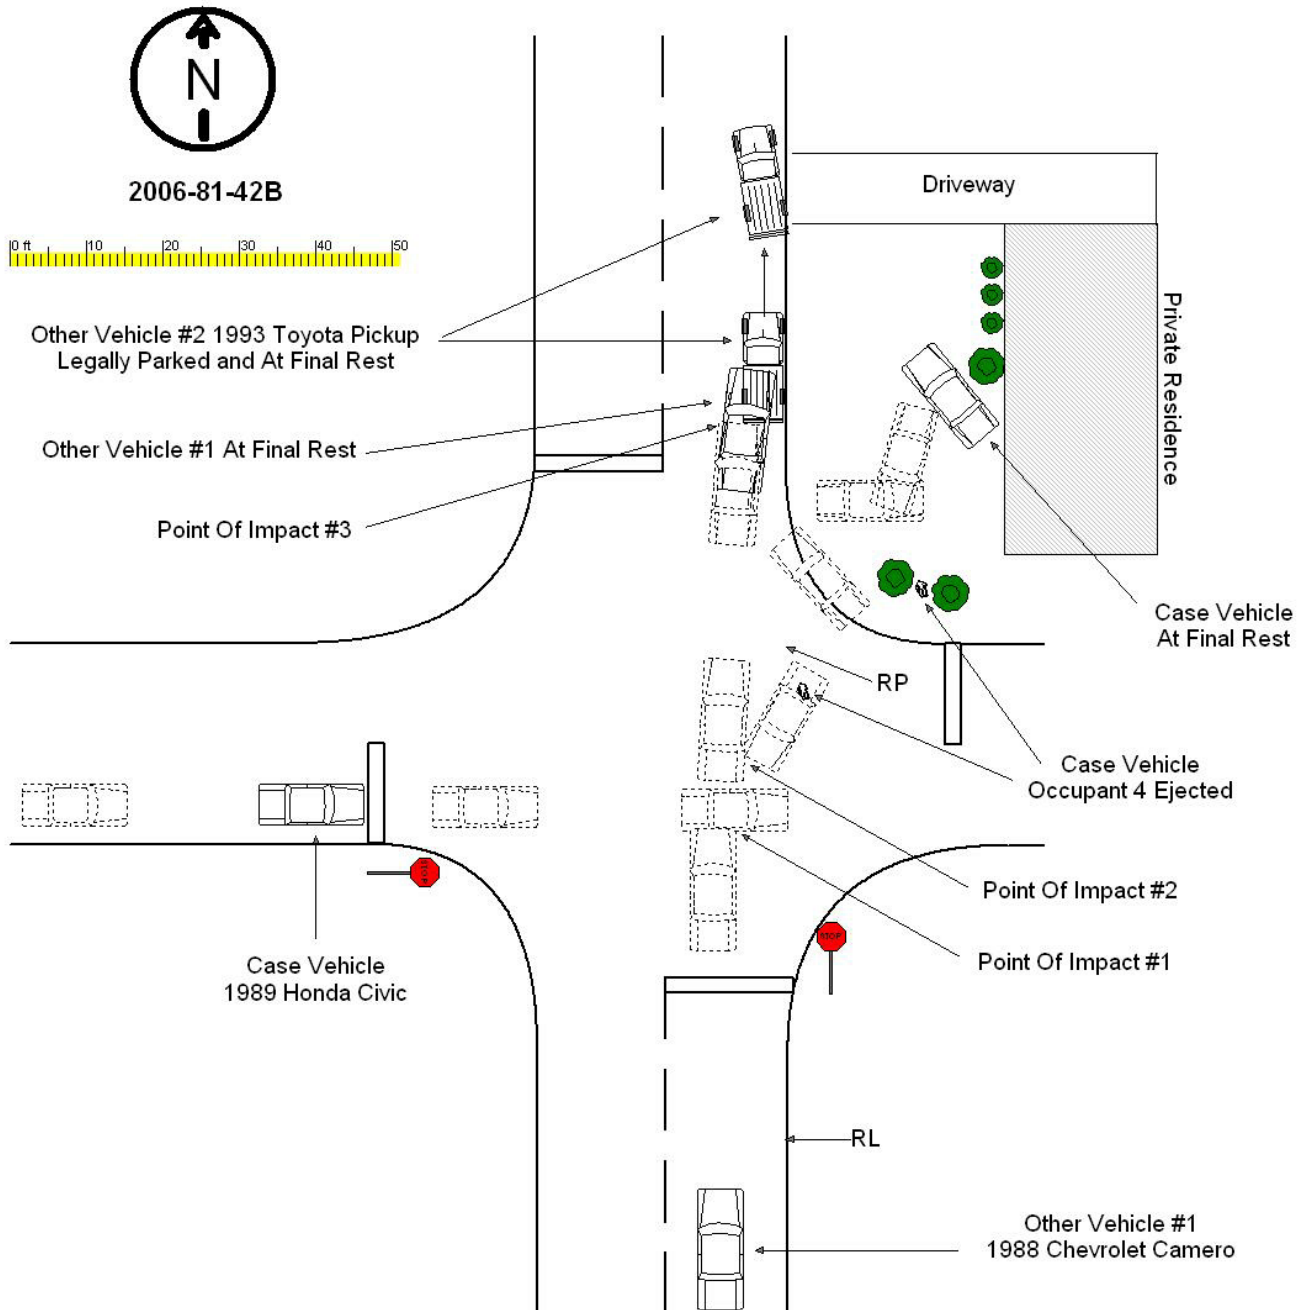 N
2006-81-42B
0 ft 10 20 30 40 50
Driveway
Private Residence
Other Vehicle #2 1993 Toyota Pickup
Legally Parked and At Final Rest
Other Vehicle #1 At Final Rest
Point Of Impact #3
Case Vehicle
At Final Rest
RP
Case Vehicle
Occupant 4 Ejected
STOP
Point Of Impact #2
STOP
Point Of Impact #1
Case Vehicle
1989 Honda Civic
RL
Other Vehicle #1
1988 Chevrolet Camero